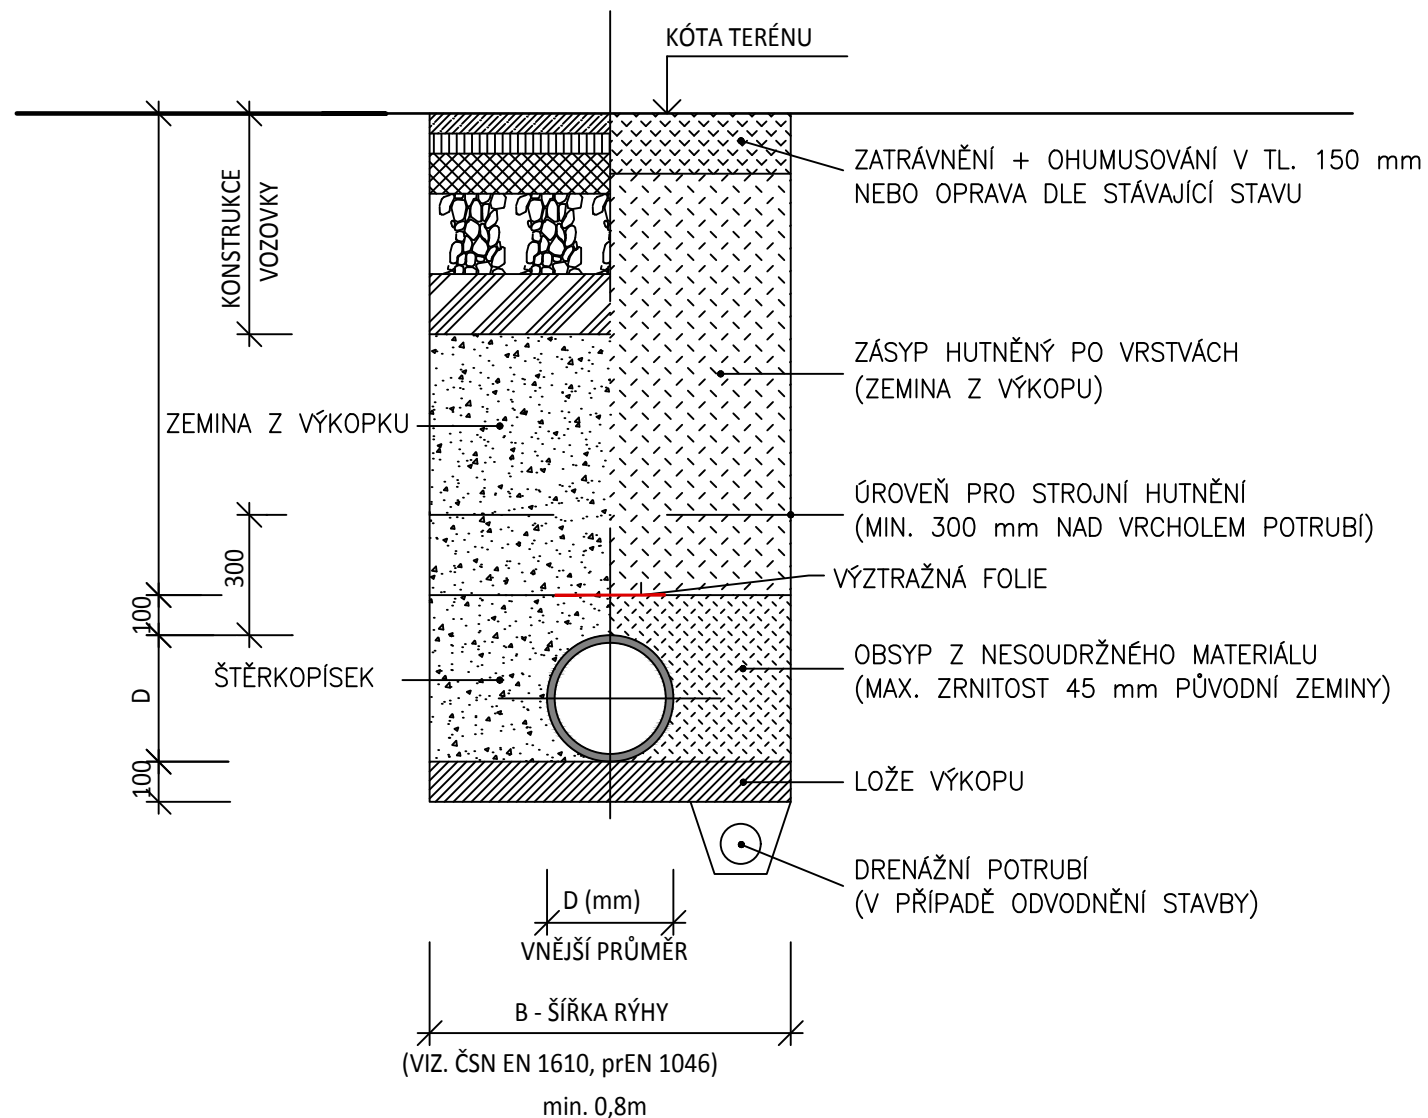 KÓTA TERÉNU
ZATRÁVNĚNÍ + OHUMUSOVÁNÍ V TL. 150 mm
NEBO OPRAVA DLE STÁVAJÍCÍ STAVU
KONSTRUKCE
VOZOVKY
ZÁSYP HUTNĚNÝ PO VRSTVÁCH
(ZEMINA Z VÝKOPU)
ZEMINA Z VÝKOPKU
ÚROVEŇ PRO STROJNÍ HUTNĚNÍ
(MIN. 300 mm NAD VRCHOLEM POTRUBÍ)
300
VÝZTRAŽNÁ FOLIE
100
OBSYP Z NESOUDRŽNÉHO MATERIÁLU
(MAX. ZRNITOST 45 mm PŮVODNÍ ZEMINY)
ŠTĚRKOPÍSEK
D
100
LOŽE VÝKOPU
DRENÁŽNÍ POTRUBÍ
(V PŘÍPADĚ ODVODNĚNÍ STAVBY)
D (mm)
VNĚJŠÍ PRŮMĚR
B - ŠÍŘKA RÝHY
(VIZ. ČSN EN 1610, prEN 1046)
min. 0,8m